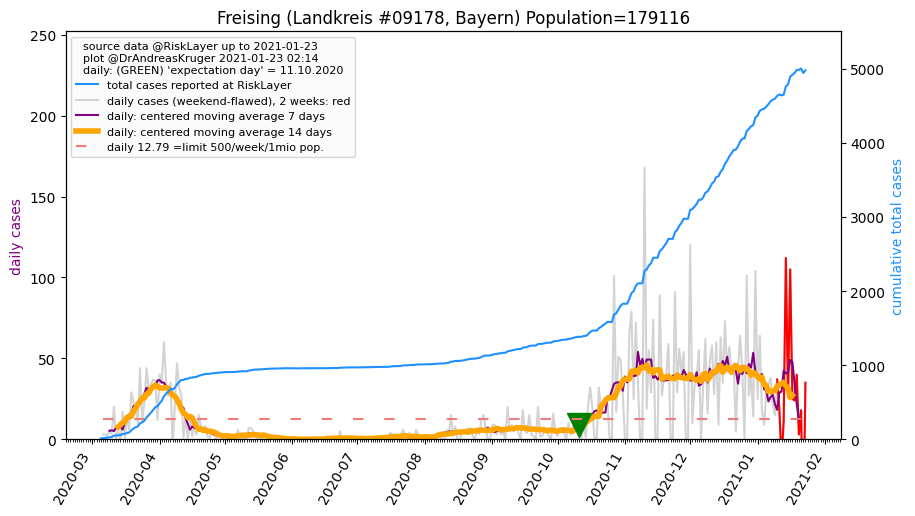 Freising (Landkreis #09178, Bayern) Population=179116
source data @RiskLayer up to 2021-01-23
plot @DrAndreasKruger 2021-01-23 02:14
daily: (GREEN) 'expectation day' = 11.10.2020
total cases reported at RiskLayer
daily cases (weekend-flawed), 2 weeks: red
daily: centered moving average 7 days
daily: centered moving average 14 days
daily 12.79 =limit 500/week/1mio pop.
daily cases
250
200
150
100
50
0
cumulative total cases
5000
4000
3000
2000
1000
0
2020-03
2020-04
2020-05
2020-06
2020-07
2020-08
2020-09
2020-10
2020-11
2020-12
2021-01
2021-02